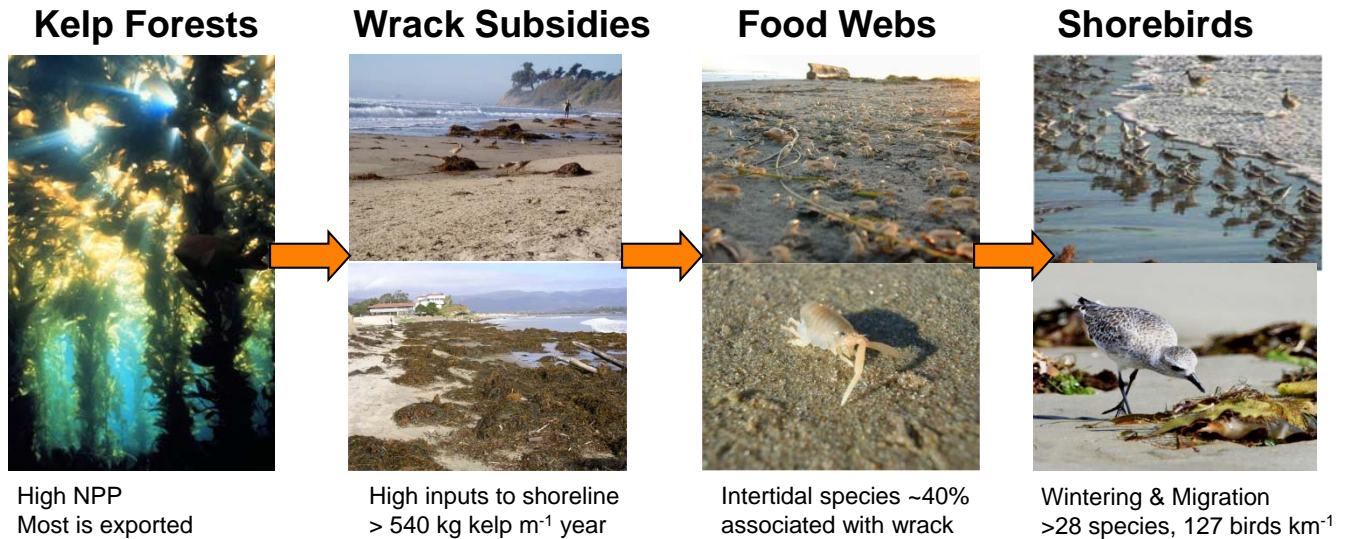 Kelp Forests
Wrack Subsidies
Food Webs
Shorebirds
High NPP
Most is exported
High inputs to shoreline
> 540 kg kelp m⁻¹ year
Intertidal species ~40%
associated with wrack
Wintering & Migration
>28 species, 127 birds km⁻¹